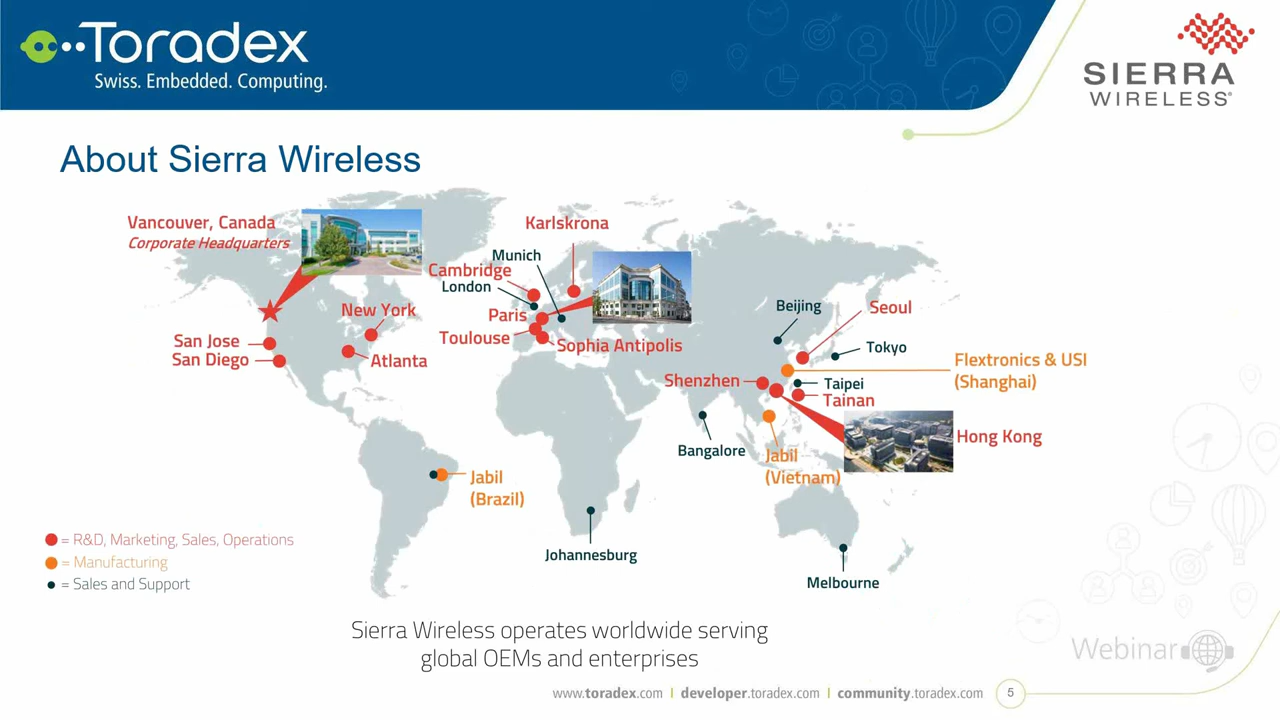 Toradex
Swiss. Embedded. Computing.
SIERRA
WIRELESS®
About Sierra Wireless
Vancouver, Canada
Corporate Headquarters
Karlskrona
Munich
Cambridge
London
Paris
Toulouse
Sophia Antipolis
New York
San Jose
San Diego
Atlanta
Beijing
Seoul
Tokyo
Flextronics & USI
(Shanghai)
Shenzhen
Taipei
Tainan
Hong Kong
Bangalore
Jabil
(Vietnam)
Jabil
(Brazil)
Johannesburg
Melbourne
= R&D, Marketing, Sales, Operations
= Manufacturing
= Sales and Support
Sierra Wireless operates worldwide serving
global OEMs and enterprises
Webinar
www.toradex.com | developer.toradex.com | community.toradex.com
5